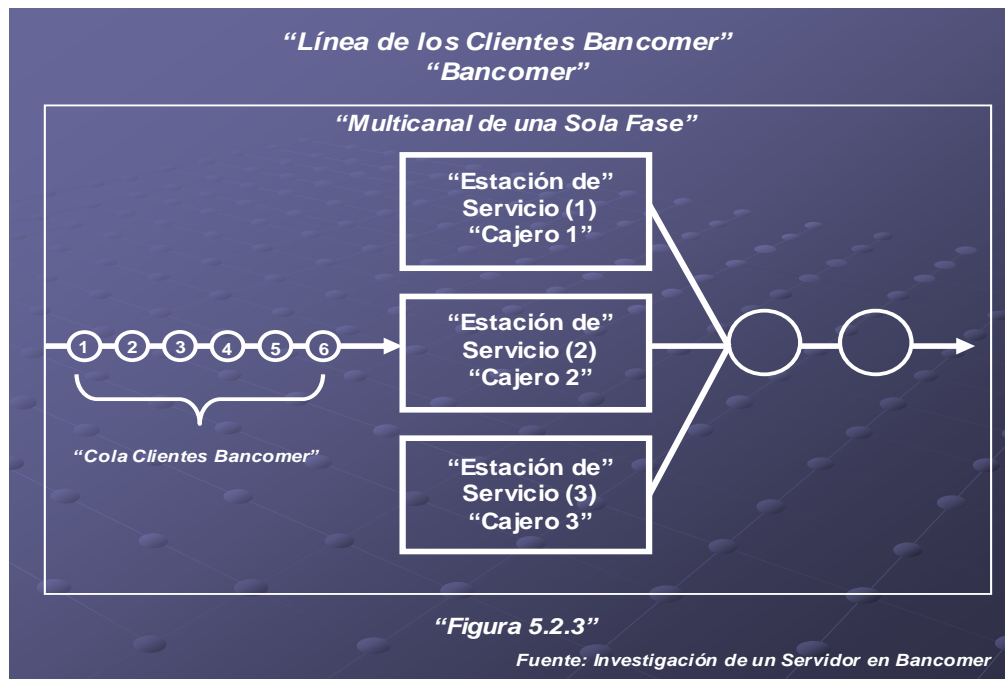 “Línea de los Clientes Bancomer”
“Bancomer”
“Multicanal de una Sola Fase”
“Estación de”
Servicio (1)
“Cajero 1”
1 2 3 4 5 6
“Estación de”
Servicio (2)
“Cajero 2”
“Cola Clientes Bancomer”
“Estación de”
Servicio (3)
“Cajero 3”
“Figura 5.2.3”
Fuente: Investigación de un Servidor en Bancomer